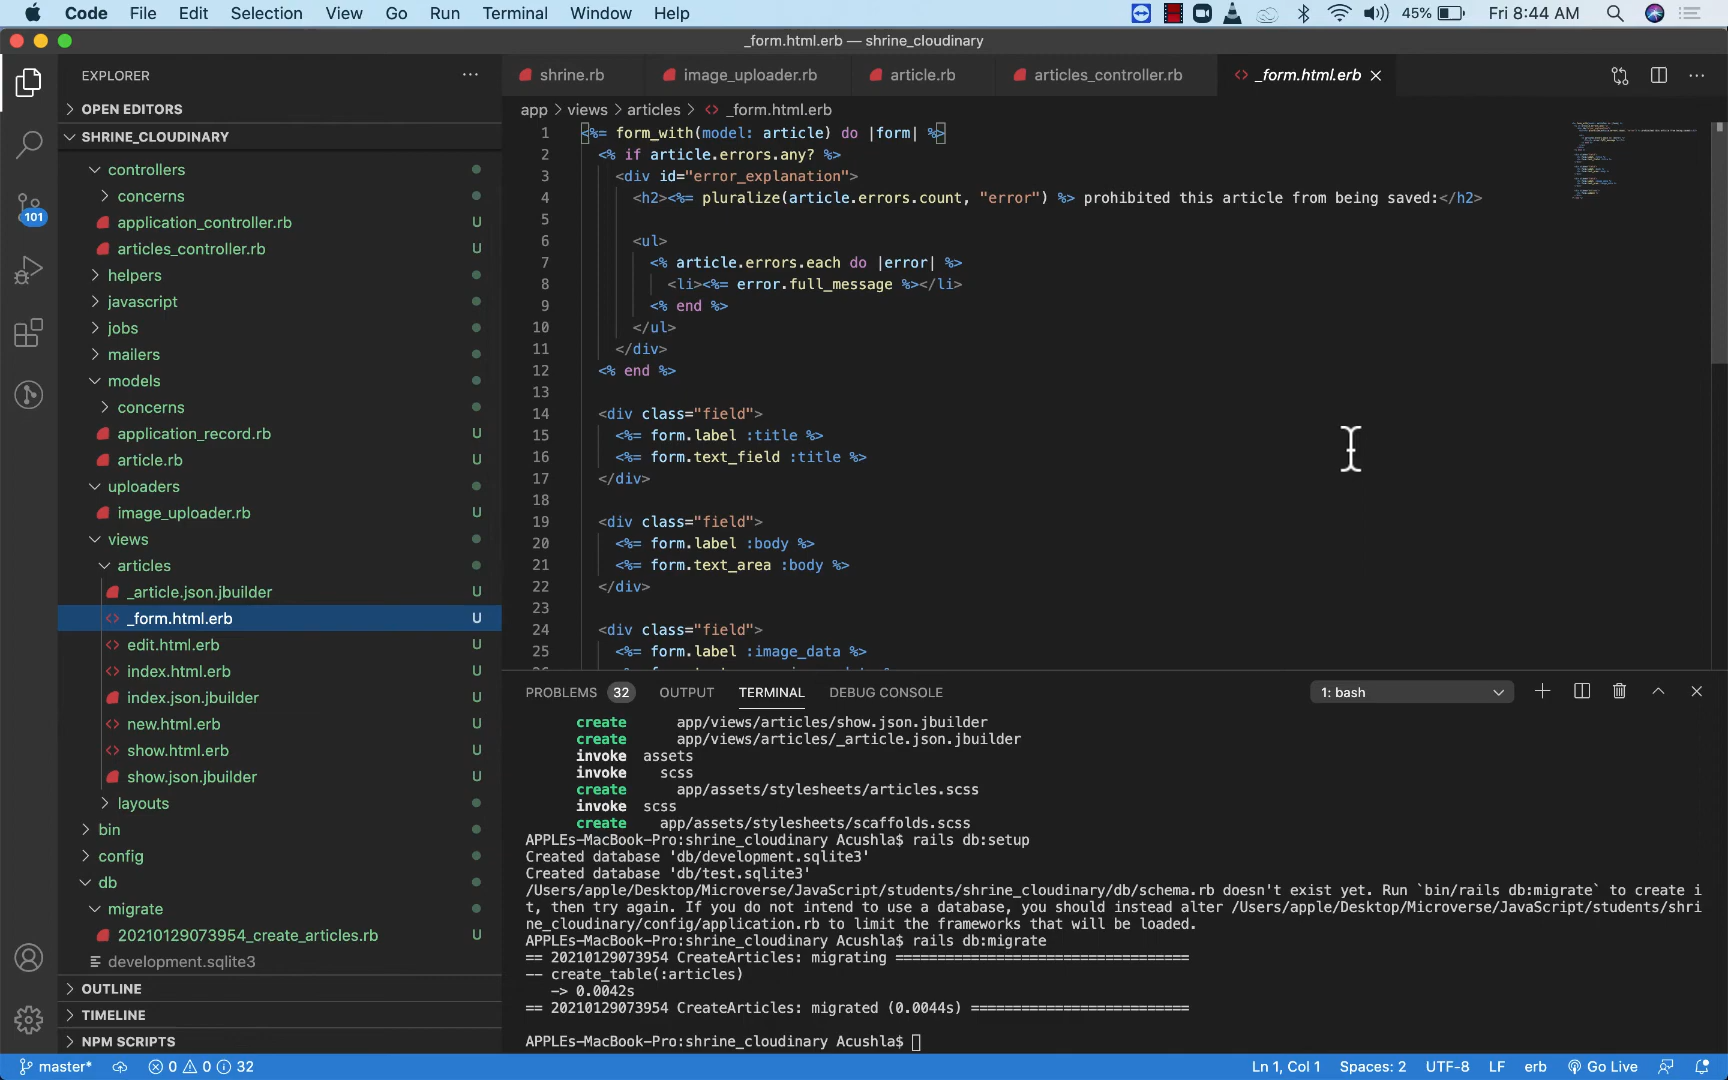 Code File Edit Selection View Go Run Terminal Window Help 45% Fri 8:44 AM
_form.html.erb — shrine_cloudinary
EXPLORER
OPEN EDITORS
SHRINE_CLOUDINARY
controllers
concerns
application_controller.rb U
articles_controller.rb U
helpers
javascript
jobs
mailers
models
concerns
application_record.rb U
article.rb U
uploaders
image_uploader.rb U
views
articles
_article.json.jbuilder U
_form.html.erb U
edit.html.erb U
index.html.erb U
index.json.jbuilder U
new.html.erb U
show.html.erb U
show.json.jbuilder U
layouts
bin
config
db
migrate
20210129073954_create_articles.rb U
development.sqlite3
OUTLINE
TIMELINE
NPM SCRIPTS
101
shrine.rb image_uploader.rb article.rb articles_controller.rb _form.html.erb
app > views > articles > _form.html.erb
1 <%= form_with(model: article) do |form| %>
2 <% if article.errors.any? %>
3 <div id="error_explanation">
4 <h2><%= pluralize(article.errors.count, "error") %> prohibited this article from being saved:</h2>
5
6 <ul>
7 <% article.errors.each do |error| %>
8 <li><%= error.full_message %></li>
9 <% end %>
10 </ul>
11 </div>
12 <% end %>
13
14 <div class="field">
15 <%= form.label :title %>
16 <%= form.text_field :title %>
17 </div>
18
19 <div class="field">
20 <%= form.label :body %>
21 <%= form.text_area :body %>
22 </div>
23
24 <div class="field">
25 <%= form.label :image_data %>
PROBLEMS 32 OUTPUT TERMINAL DEBUG CONSOLE 1: bash
create app/views/articles/show.json.jbuilder
create app/views/articles/_article.json.jbuilder
invoke assets
invoke scss
create app/assets/stylesheets/articles.scss
invoke scss
create app/assets/stylesheets/scaffolds.scss
APPLEs-MacBook-Pro:shrine_cloudinary Acushla$ rails db:setup
Created database 'db/development.sqlite3'
Created database 'db/test.sqlite3'
/Users/apple/Desktop/Microverse/JavaScript/students/shrine_cloudinary/db/schema.rb doesn't exist yet. Run `bin/rails db:migrate` to create i
t, then try again. If you do not intend to use a database, you should instead alter /Users/apple/Desktop/Microverse/JavaScript/students/shri
ne_cloudinary/config/application.rb to limit the frameworks that will be loaded.
APPLEs-MacBook-Pro:shrine_cloudinary Acushla$ rails db:migrate
== 20210129073954 CreateArticles: migrating ==================================
-- create_table(:articles)
-> 0.0042s
== 20210129073954 CreateArticles: migrated (0.0044s) =========================
APPLEs-MacBook-Pro:shrine_cloudinary Acushla$
master* 0 0 32 Ln 1, Col 1 Spaces: 2 UTF-8 LF erb Go Live